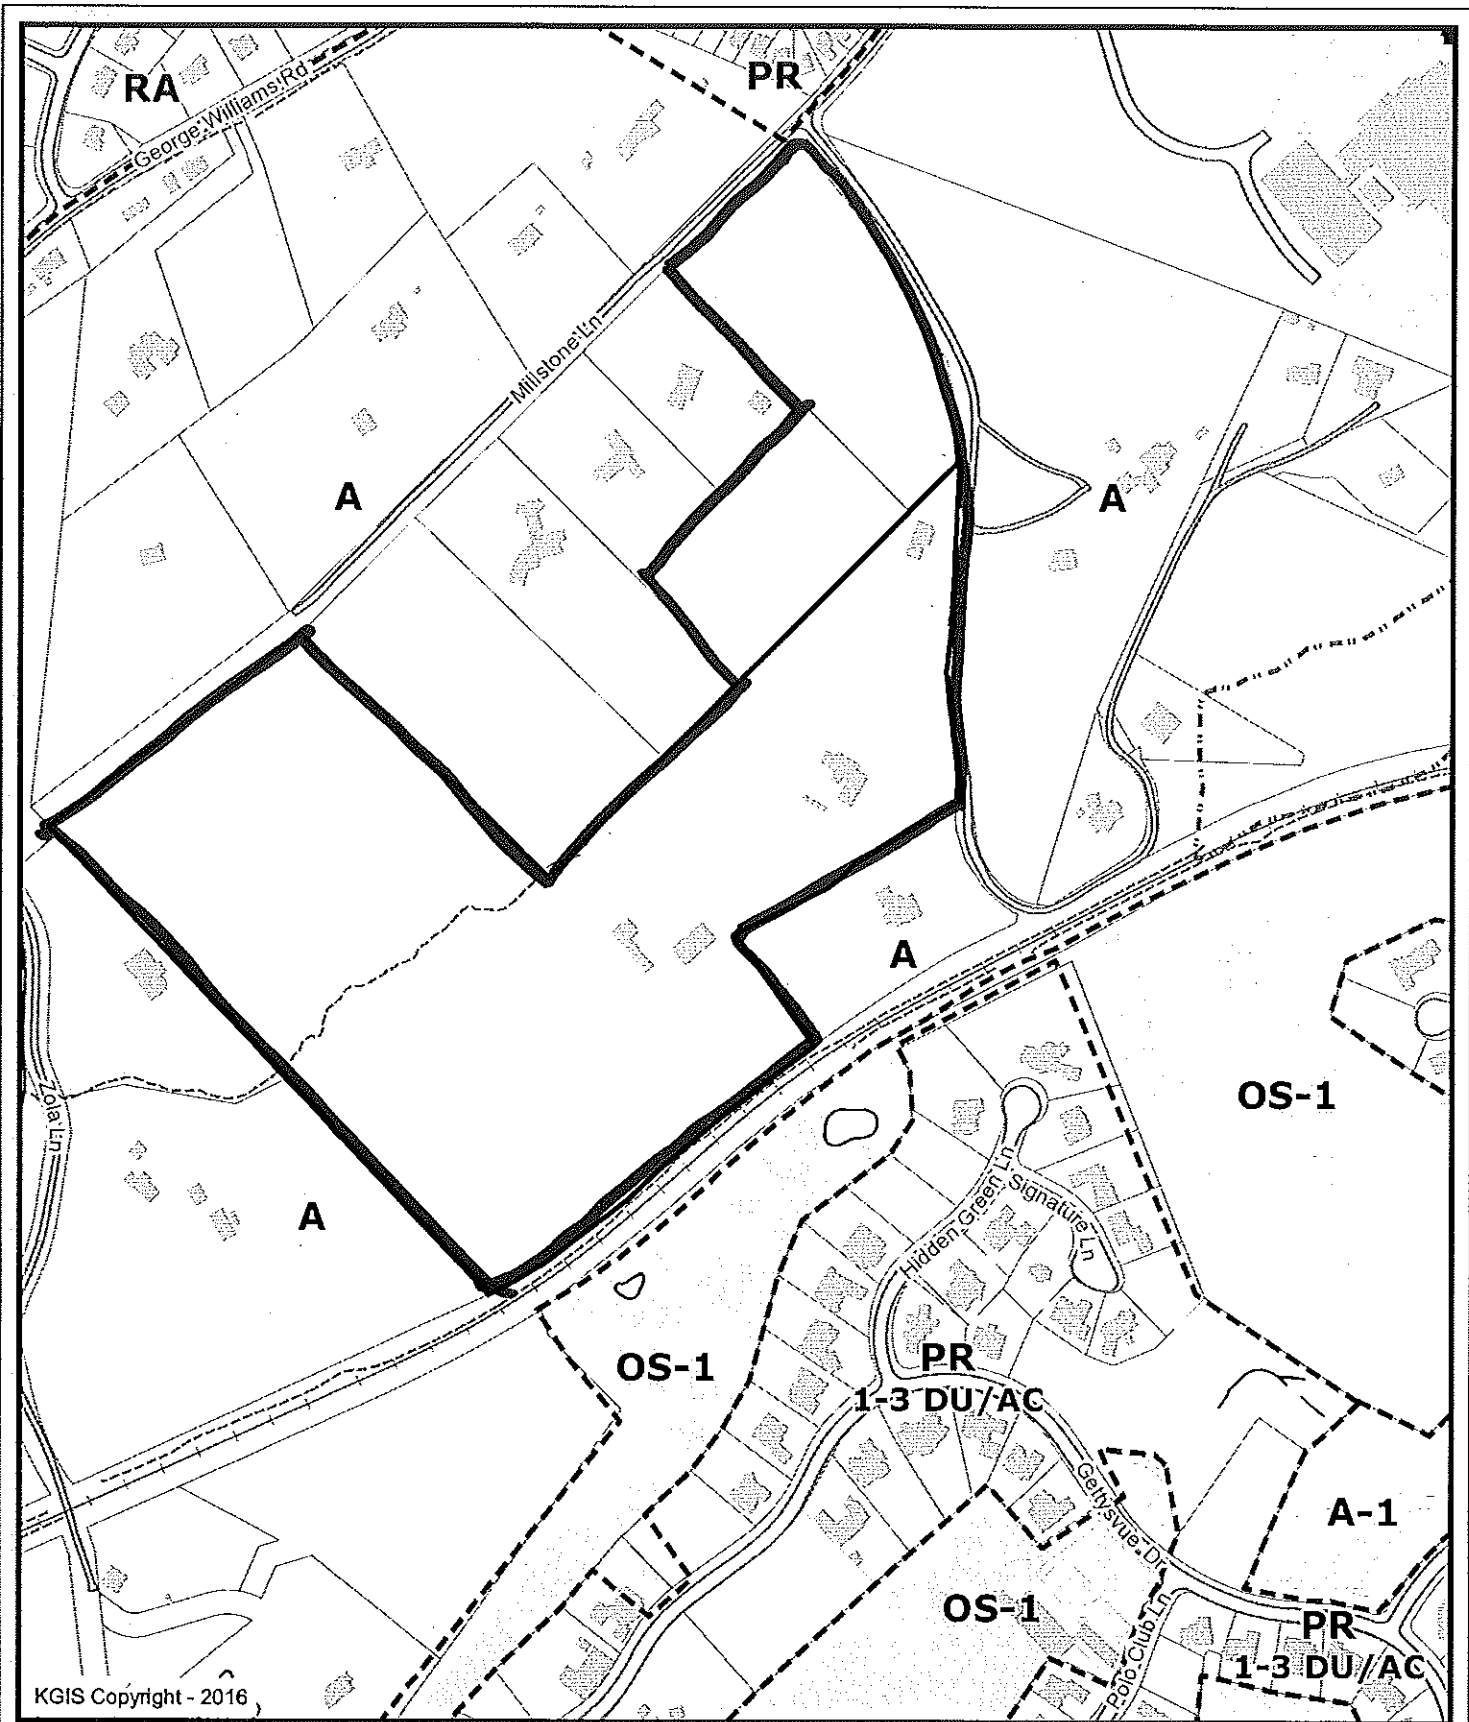 RA
George Williams Rd
PR
Millstone Ln
A
A
A
OS-1
Zola Ln
Hidden Green Ln
Signature Ln
A
OS-1
PR
1-3 DU/AC
Gettysvue Dr
A-1
OS-1
Polo Club Ln
PR
1-3 DU/AC
KGIS Copyright - 2016